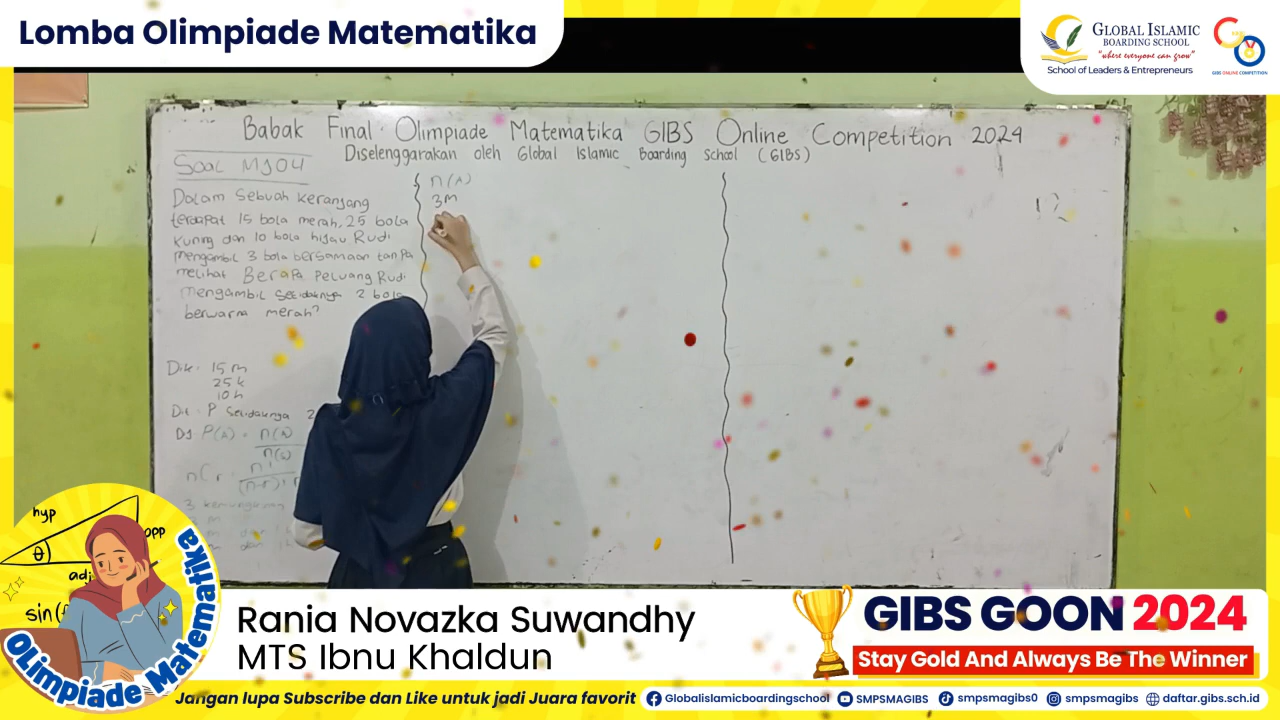 Lomba Olimpiade Matematika
GLOBAL ISLAMIC
BOARDING SCHOOL
"where everyone can grow"
School of Leaders & Entrepreneurs
GIBS ONLINE COMPETITION
Babak Final Olimpiade Matematika GIBS Online Competition 2024
Diselenggarakan oleh Global Islamic Boarding School (GIBS)
Soal MJ04
Dalam Sebuah Keranjang
terdapat 15 bola merah, 25 bola
Kuning dan 10 bola hijau Rudi
mengambil 3 bola bersamaan tanpa
melihat Berapa Peluang Rudi
mengambil Setidaknya 2 bola
berwarna merah?
Dik: 15 m
25 k
10 h
Dit: P Setidaknya 2
DJ P(A) =
n(A)
3m
hyp
opp
θ
adj
sin
OLimpiade Matematika
Rania Novazka Suwandhy
MTS Ibnu Khaldun
GIBS GOON 2024
Stay Gold And Always Be The Winner
Jangan lupa Subscribe dan Like untuk jadi Juara favorit
Globalislamicboardingschool
SMPSMAGIBS
smpsmagibs0
smpsmagibs
daftar.gibs.sch.id